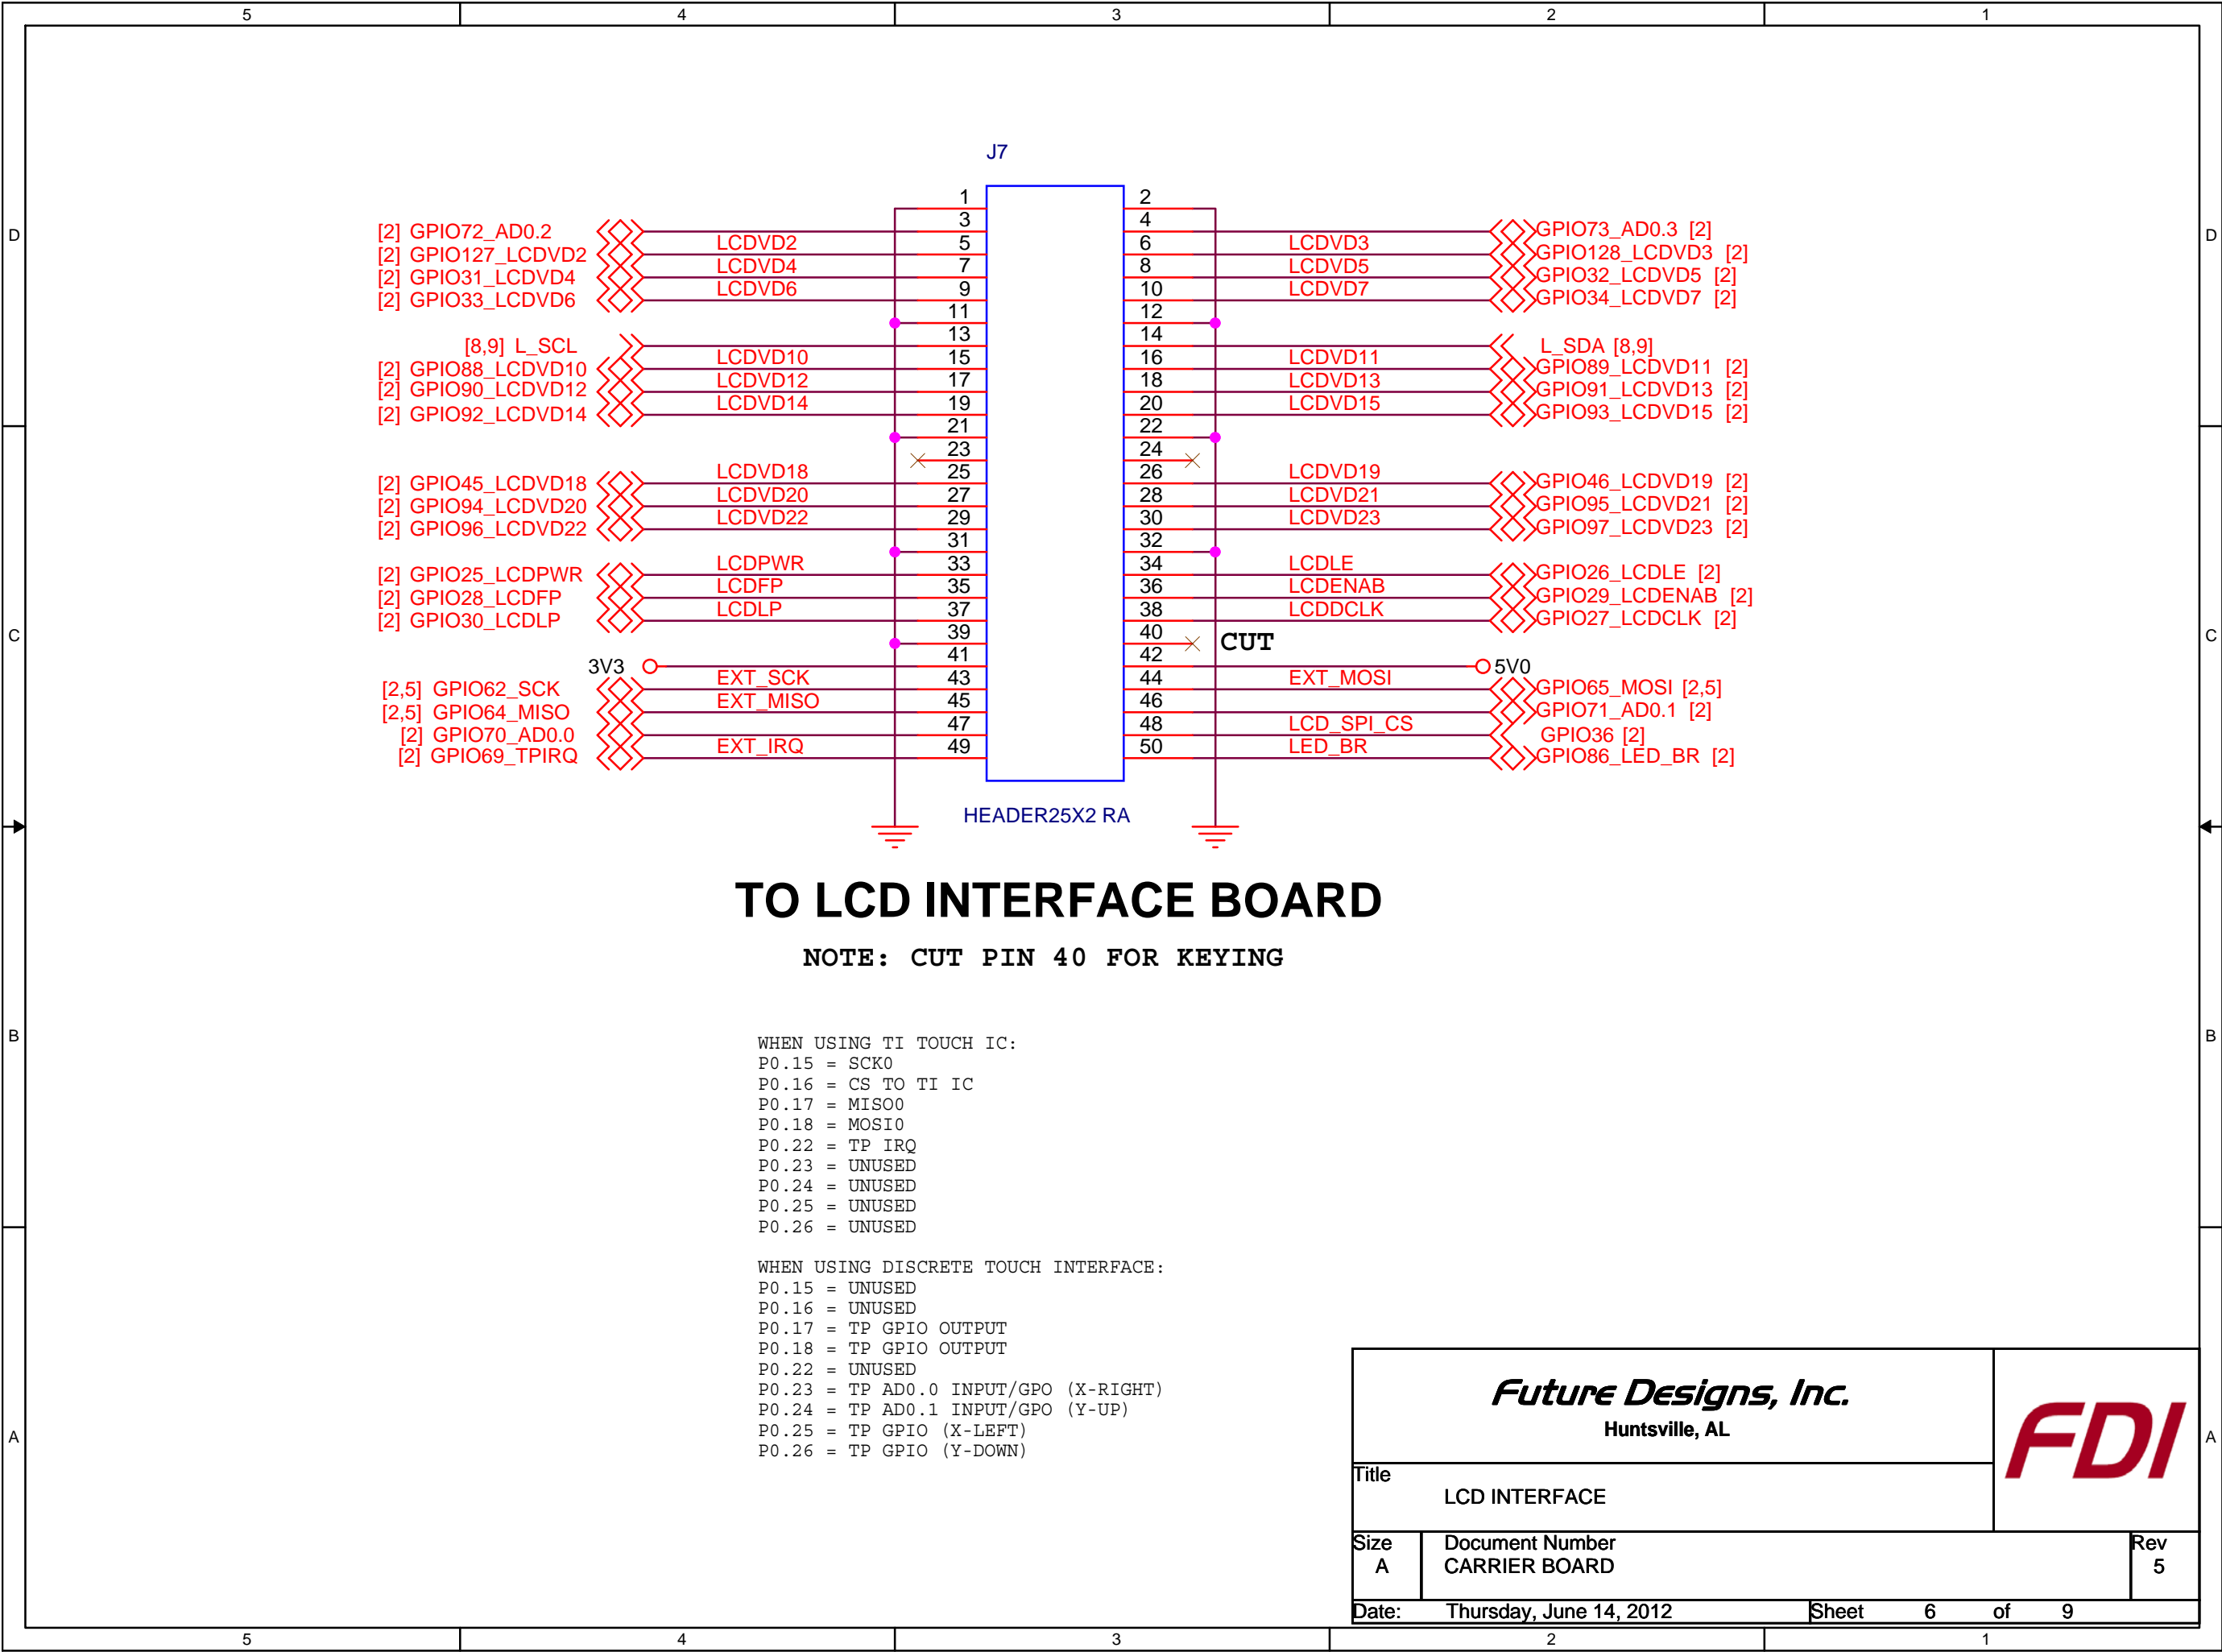 5 4 3 2 1
D D
C C
B B
A A
J7
1 2
3 4
[2] GPIO72_AD0.2 GPIO73_AD0.3 [2]
LCDVD2 5 6 LCDVD3
[2] GPIO127_LCDVD2 GPIO128_LCDVD3 [2]
LCDVD4 7 8 LCDVD5
[2] GPIO31_LCDVD4 GPIO32_LCDVD5 [2]
LCDVD6 9 10 LCDVD7
[2] GPIO33_LCDVD6 GPIO34_LCDVD7 [2]
11 12
13 14
[8,9] L_SCL L_SDA [8,9]
LCDVD10 15 16 LCDVD11
[2] GPIO88_LCDVD10 GPIO89_LCDVD11 [2]
LCDVD12 17 18 LCDVD13
[2] GPIO90_LCDVD12 GPIO91_LCDVD13 [2]
LCDVD14 19 20 LCDVD15
[2] GPIO92_LCDVD14 GPIO93_LCDVD15 [2]
21 22
23 24
LCDVD18 25 26 LCDVD19
[2] GPIO45_LCDVD18 GPIO46_LCDVD19 [2]
LCDVD20 27 28 LCDVD21
[2] GPIO94_LCDVD20 GPIO95_LCDVD21 [2]
LCDVD22 29 30 LCDVD23
[2] GPIO96_LCDVD22 GPIO97_LCDVD23 [2]
31 32
LCDPWR 33 34 LCDLE
[2] GPIO25_LCDPWR GPIO26_LCDLE [2]
LCDFP 35 36 LCDENAB
[2] GPIO28_LCDFP GPIO29_LCDENAB [2]
LCDLP 37 38 LCDDCLK
[2] GPIO30_LCDLP GPIO27_LCDCLK [2]
39 40 CUT
41 42
3V3 5V0
EXT_SCK 43 44 EXT_MOSI
[2,5] GPIO62_SCK GPIO65_MOSI [2,5]
EXT_MISO 45 46
[2,5] GPIO64_MISO GPIO71_AD0.1 [2]
47 48 LCD_SPI_CS
[2] GPIO70_AD0.0 GPIO36 [2]
EXT_IRQ 49 50 LED_BR
[2] GPIO69_TPIRQ GPIO86_LED_BR [2]
HEADER25X2 RA
TO LCD INTERFACE BOARD
NOTE: CUT PIN 40 FOR KEYING
WHEN USING TI TOUCH IC:
P0.15 = SCK0
P0.16 = CS TO TI IC
P0.17 = MISO0
P0.18 = MOSI0
P0.22 = TP IRQ
P0.23 = UNUSED
P0.24 = UNUSED
P0.25 = UNUSED
P0.26 = UNUSED
WHEN USING DISCRETE TOUCH INTERFACE:
P0.15 = UNUSED
P0.16 = UNUSED
P0.17 = TP GPIO OUTPUT
P0.18 = TP GPIO OUTPUT
P0.22 = UNUSED
P0.23 = TP AD0.0 INPUT/GPO (X-RIGHT)
P0.24 = TP AD0.1 INPUT/GPO (Y-UP)
P0.25 = TP GPIO (X-LEFT)
P0.26 = TP GPIO (Y-DOWN)
Future Designs, Inc.
Huntsville, AL
FDI
Title
LCD INTERFACE
Size Document Number Rev
A CARRIER BOARD 5
Date: Thursday, June 14, 2012 Sheet 6 of 9
5 4 3 2 1